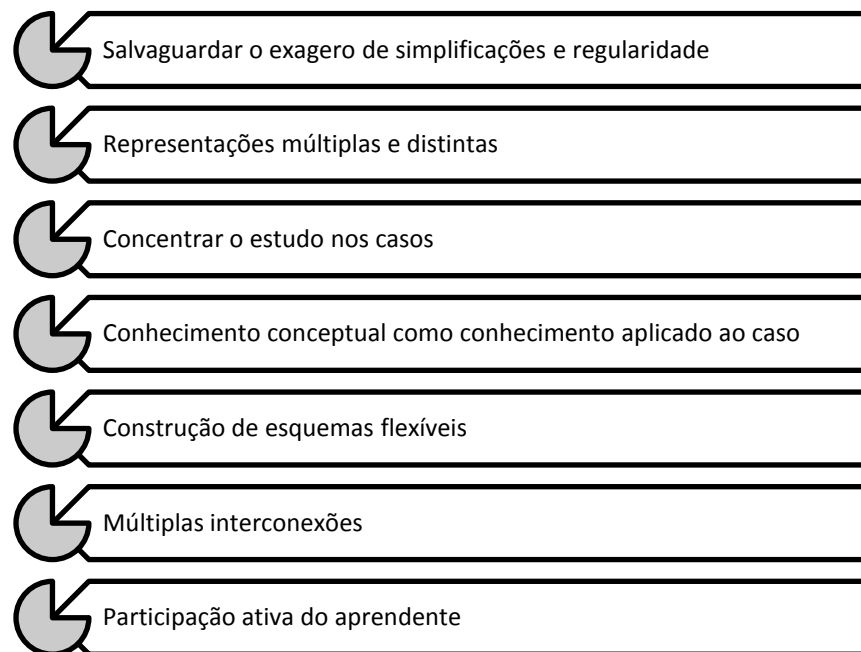 Salvaguardar o exagero de simplificações e regularidade
Representações múltiplas e distintas
Concentrar o estudo nos casos
Conhecimento conceptual como conhecimento aplicado ao caso
Construção de esquemas flexíveis
Múltiplas interconexões
Participação ativa do aprendente